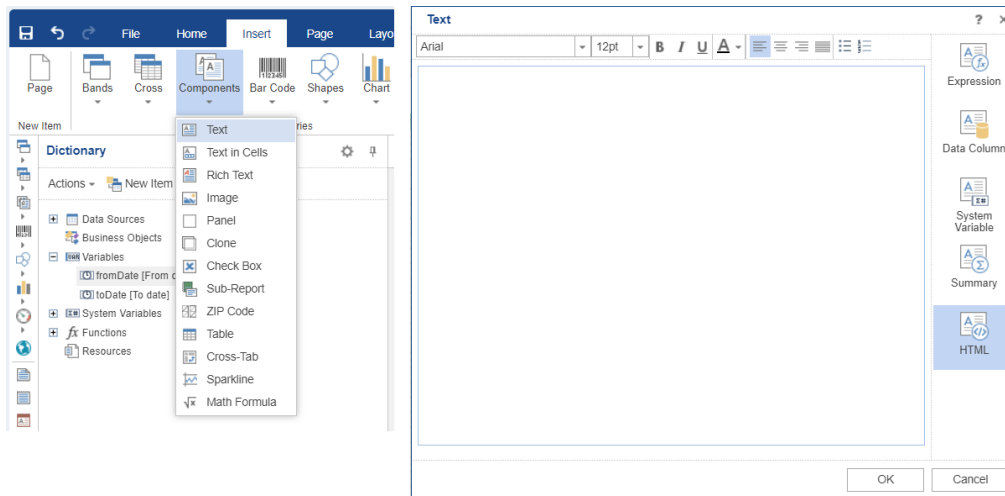 File Home Insert Page Layo
Page Bands Cross Components Bar Code Shapes Chart
New Item ries
Dictionary
Actions New Item
Data Sources
Business Objects
Variables
fromDate [From d
toDate [To date]
System Variables
Functions
Resources
Text
Text in Cells
Rich Text
Image
Panel
Clone
Check Box
Sub-Report
ZIP Code
Table
Cross-Tab
Sparkline
Math Formula
Text ?
Arial 12pt B I U A
Expression
Data Column
System
Variable
Summary
HTML
OK Cancel